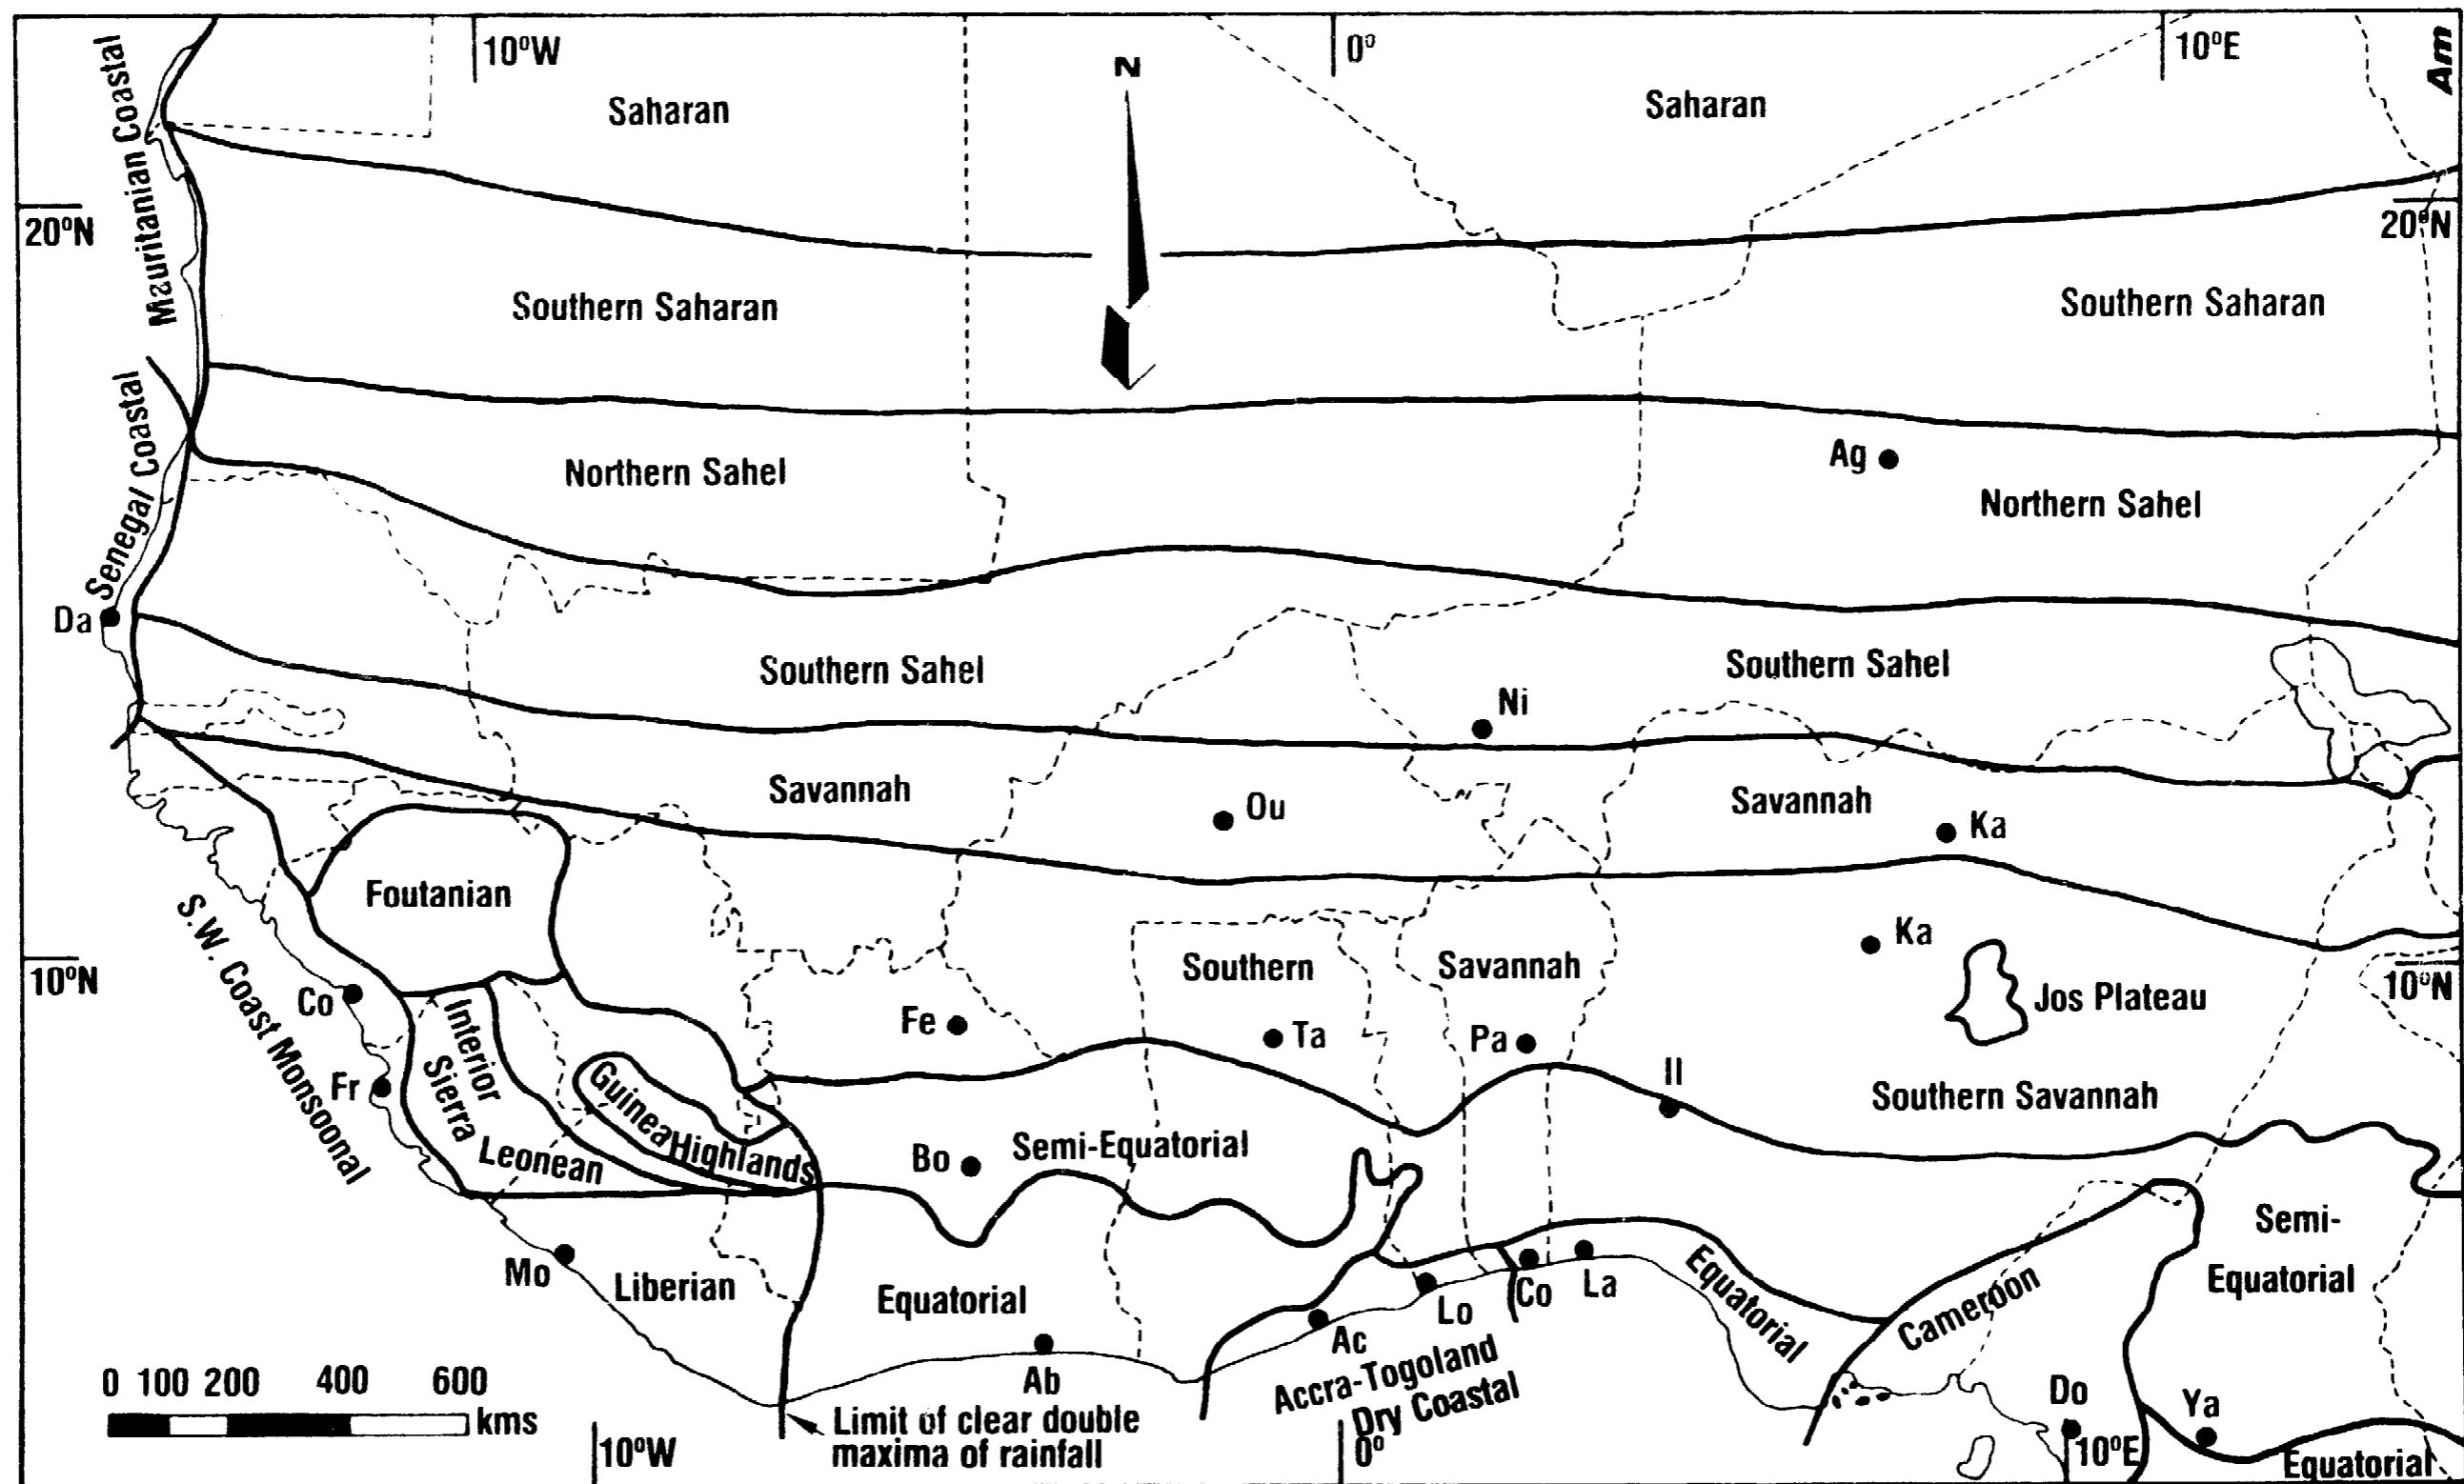 10°W
0°
10°E
Am
N
Saharan
Saharan
Mauritanian Coastal
20°N
20°N
Southern Saharan
Southern Saharan
Senegal Coastal
Northern Sahel
Ag
Northern Sahel
Da
Southern Sahel
Southern Sahel
Ni
Savannah
Ou
Savannah
Ka
Foutanian
S.W. Coast Monsoonal
10°N
Southern
Savannah
Ka
Jos Plateau
10°N
Co
Fe
Ta
Pa
Il
Fr
Interior
Sierra
Leonean
Guinea Highlands
Southern Savannah
Bo
Semi-Equatorial
Semi-
Equatorial
Mo
Liberian
Equatorial
Ab
Ac
Lo
Co
La
Equatorial
Cameroon
Accra-Togoland
Dry Coastal
Do
Ya
Equatorial
0 100 200 400 600
kms
Limit of clear double
maxima of rainfall
10°W
0°
10°E